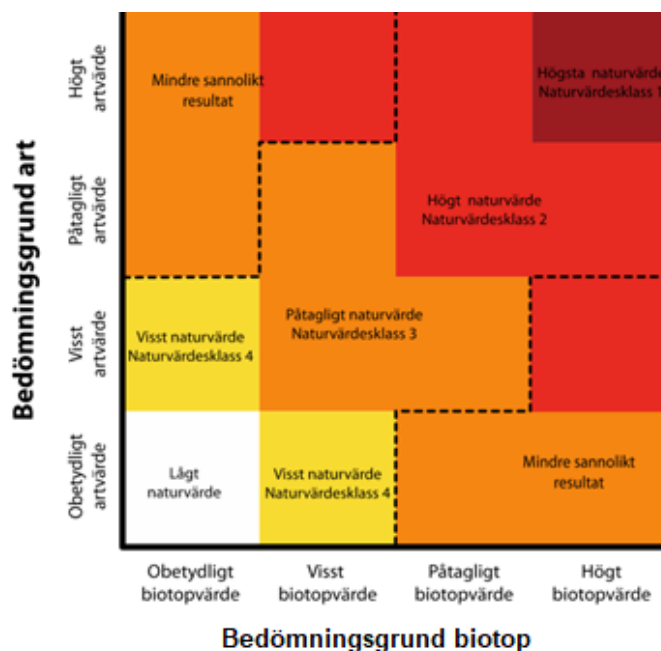 Bedömningsgrund art
Högt
artvärde
Påtagligt
artvärde
Visst
artvärde
Obetydligt
artvärde
Mindre sannolikt
resultat
Högsta naturvärde
Naturvärdesklass 1
Högt naturvärde
Naturvärdesklass 2
Påtagligt naturvärde
Naturvärdesklass 3
Visst naturvärde
Naturvärdesklass 4
Lågt
naturvärde
Visst naturvärde
Naturvärdesklass 4
Mindre sannolikt
resultat
Obetydligt
biotopvärde
Visst
biotopvärde
Påtagligt
biotopvärde
Högt
biotopvärde
Bedömningsgrund biotop